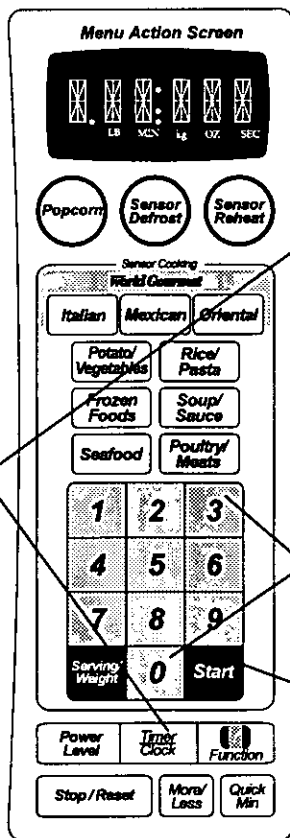 Menu Action Screen
LB MIN kg OZ SEC
Popcorn
Sensor
Defrost
Sensor
Reheat
Sensor Cooking
World Gourmet
Italian Mexican Oriental
Potato/
Vegetables
Rice/
Pasta
Frozen
Foods
Soup/
Sauce
Seafood
Poultry/
Meats
1 2 3
4 5 6
7 8 9
Serving/
Weight
0
Start
Power
Level
Timer
Clock
Function
Stop/Reset
More/
Less
Quick
Min